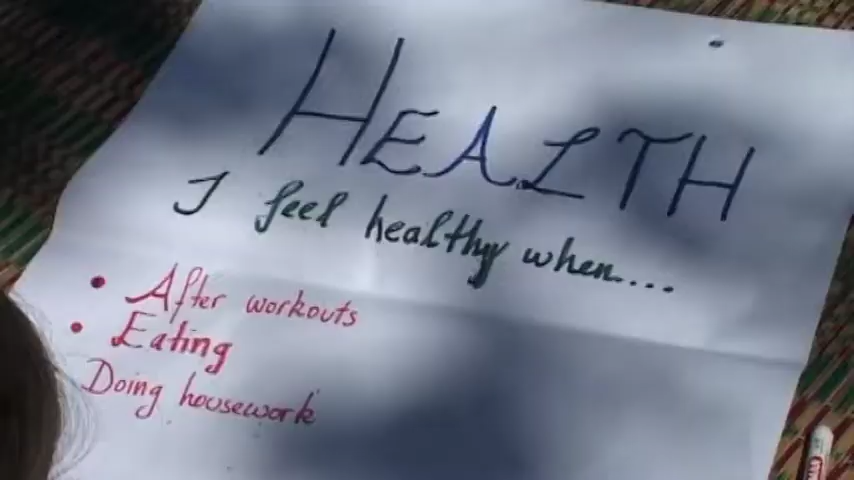 HEALTH
I feel healthy when....
• After workouts
• Eating
Doing housework